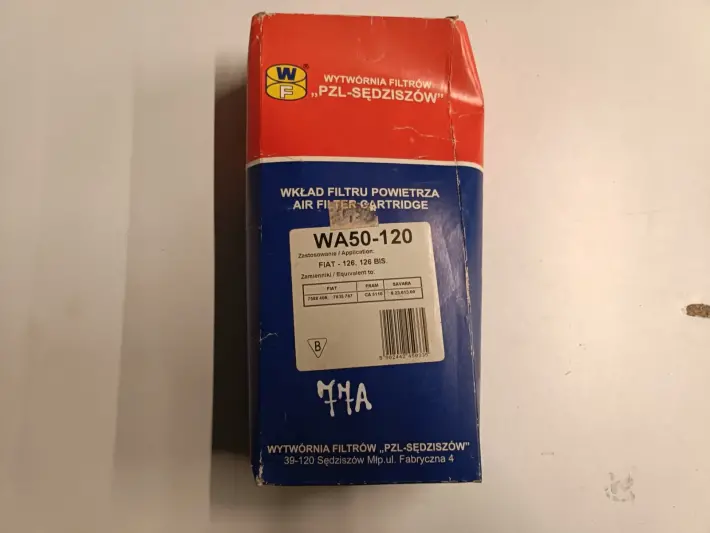 W
F
®
WYTWÓRNIA FILTRÓW
„PZL-SĘDZISZÓW”
WKŁAD FILTRU POWIETRZA
AIR FILTER CARTRIDGE
WA50-120
Zastosowanie / Application:
FIAT - 126, 126 BIS.
Zamienniki / Equivalent to:
FIAT FRAM SAVARA
B
77A
WYTWÓRNIA FILTRÓW „PZL-SĘDZISZÓW”
39-120 Sędziszów Młp.ul. Fabryczna 4